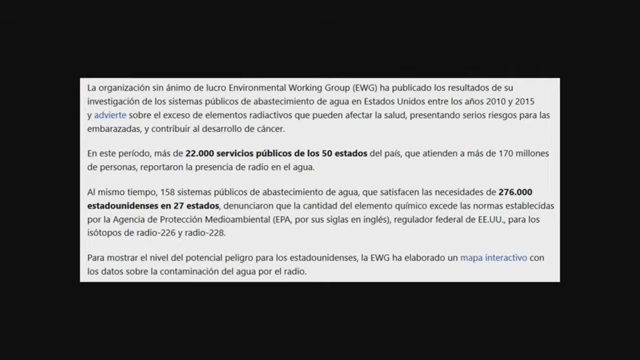 La organización sin ánimo de lucro Environmental Working Group (EWG) ha publicado los resultados de su
investigación de los sistemas públicos de abastecimiento de agua en Estados Unidos entre los años 2010 y 2015
y advierte sobre el exceso de elementos radiactivos que pueden afectar la salud, presentando serios riesgos para las
embarazadas, y contribuir al desarrollo de cáncer.
En este período, más de 22.000 servicios públicos de los 50 estados del país, que atienden a más de 170 millones
de personas, reportaron la presencia de radio en el agua.
Al mismo tiempo, 158 sistemas públicos de abastecimiento de agua, que satisfacen las necesidades de 276.000
estadounidenses en 27 estados, denunciaron que la cantidad del elemento químico excede las normas establecidas
por la Agencia de Protección Medioambiental (EPA, por sus siglas en inglés), regulador federal de EE.UU., para los
isótopos de radio-226 y radio-228.
Para mostrar el nivel del potencial peligro para los estadounidenses, la EWG ha elaborado un mapa interactivo con
los datos sobre la contaminación del agua por el radio.